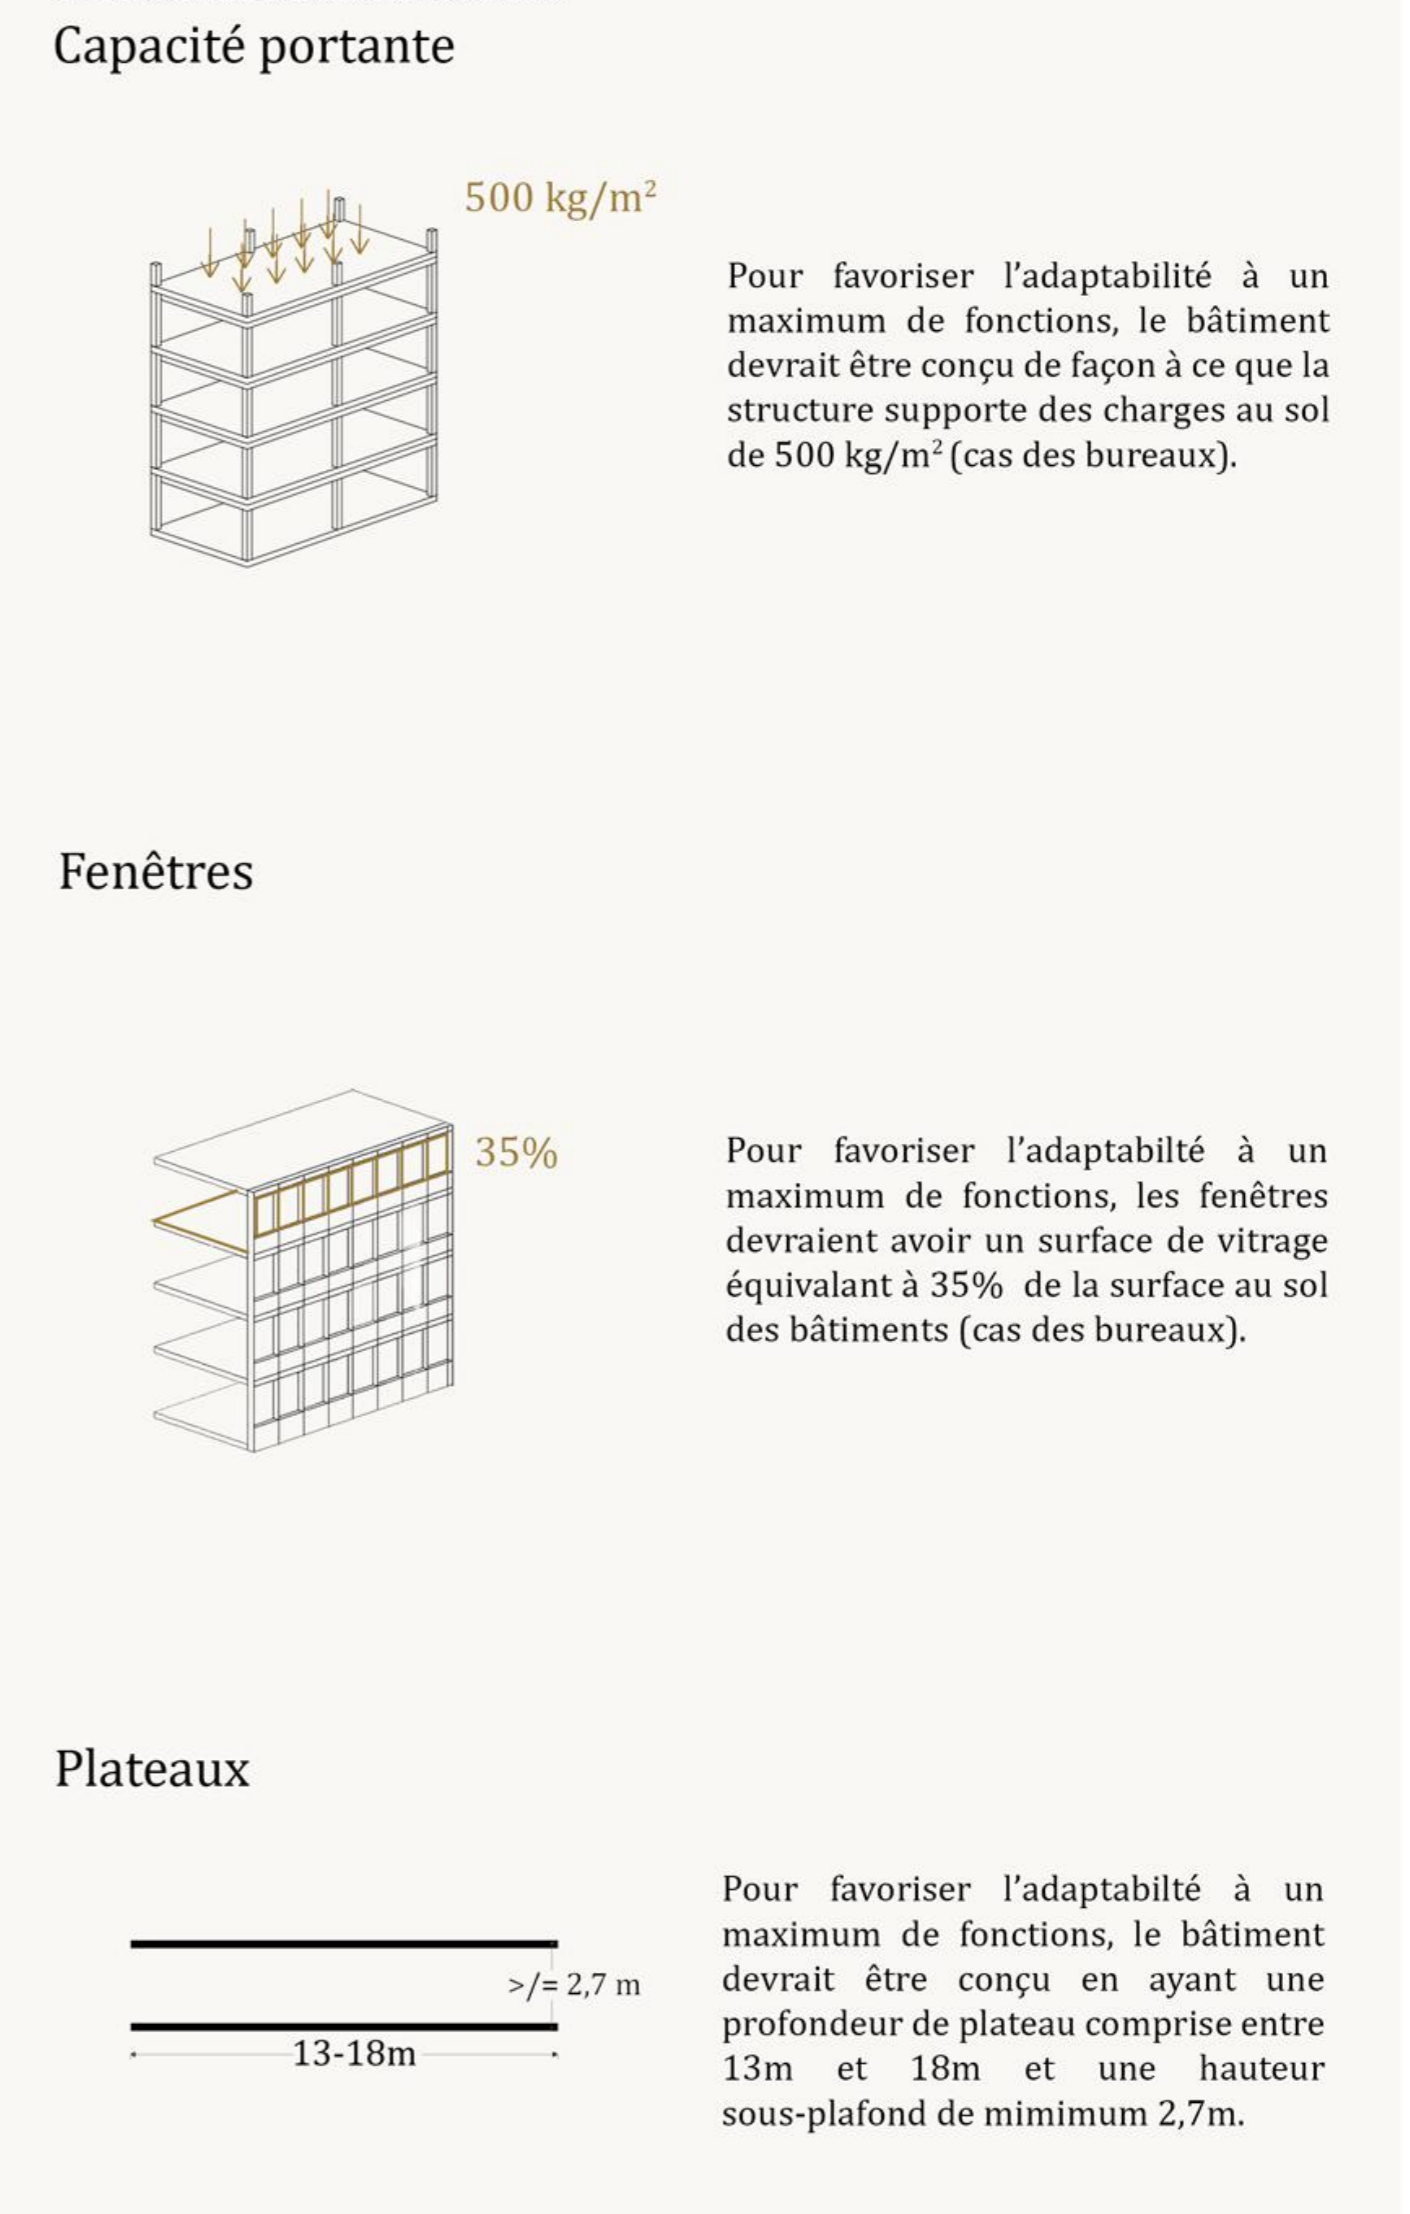 Capacité portante
500 kg/m²
Pour favoriser l'adaptabilité à un
maximum de fonctions, le bâtiment
devrait être conçu de façon à ce que la
structure supporte des charges au sol
de 500 kg/m² (cas des bureaux).
Fenêtres
35%
Pour favoriser l'adaptabilté à un
maximum de fonctions, les fenêtres
devraient avoir un surface de vitrage
équivalant à 35% de la surface au sol
des bâtiments (cas des bureaux).
Plateaux
>/= 2,7 m
13-18m
Pour favoriser l'adaptabilté à un
maximum de fonctions, le bâtiment
devrait être conçu en ayant une
profondeur de plateau comprise entre
13m et 18m et une hauteur
sous-plafond de mimimum 2,7m.